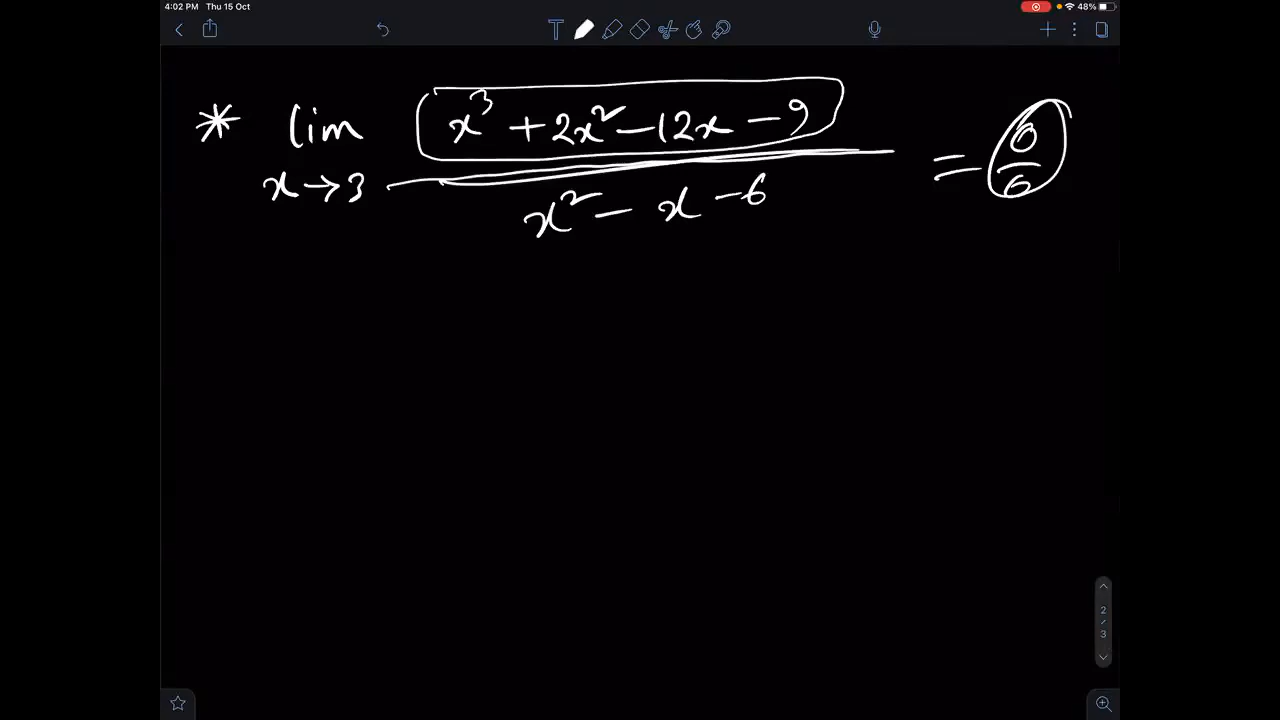 4:02 PM Thu 15 Oct
48%
T
* lim x→3 (x³ + 2x² − 12x − 9) / (x² − x − 6) = 0/0
2
/
3